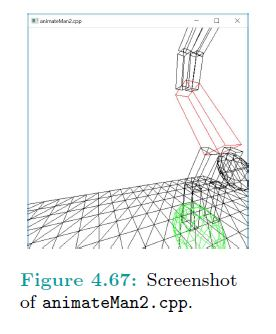 animateMan2.cpp
Figure 4.67: Screenshot
of animateMan2.cpp.